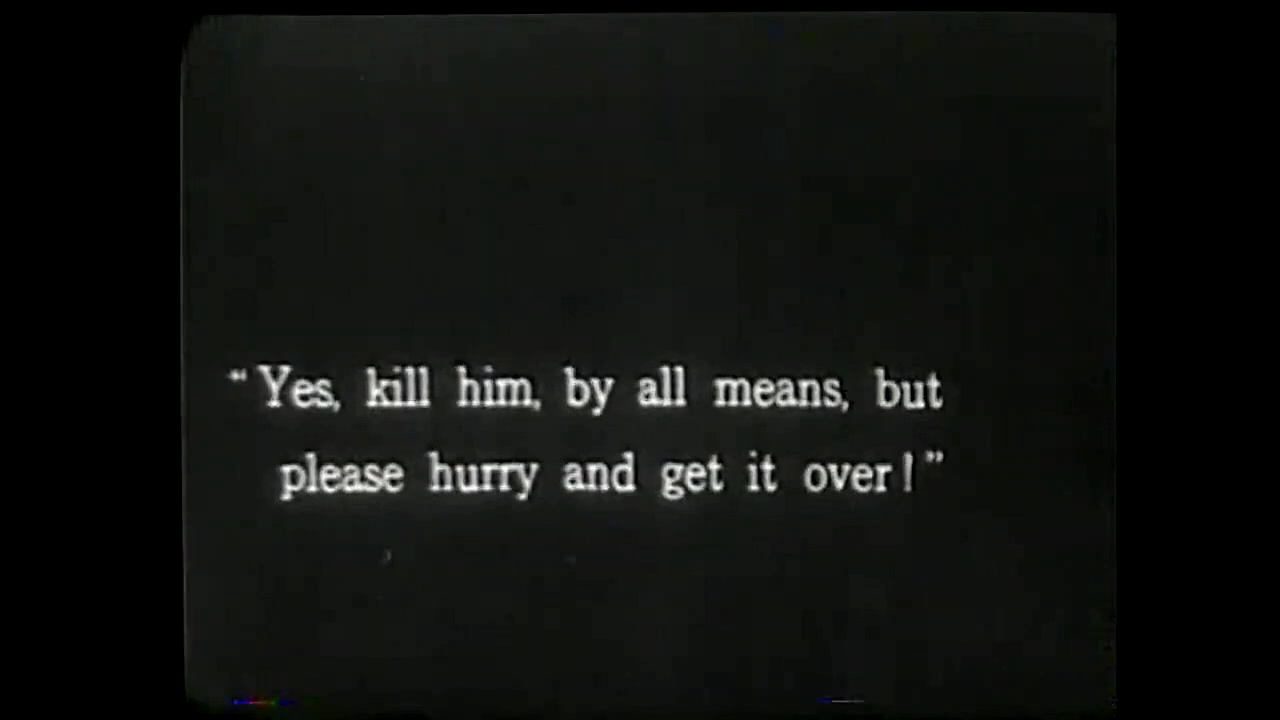 “Yes, kill him, by all means, but
please hurry and get it over!”